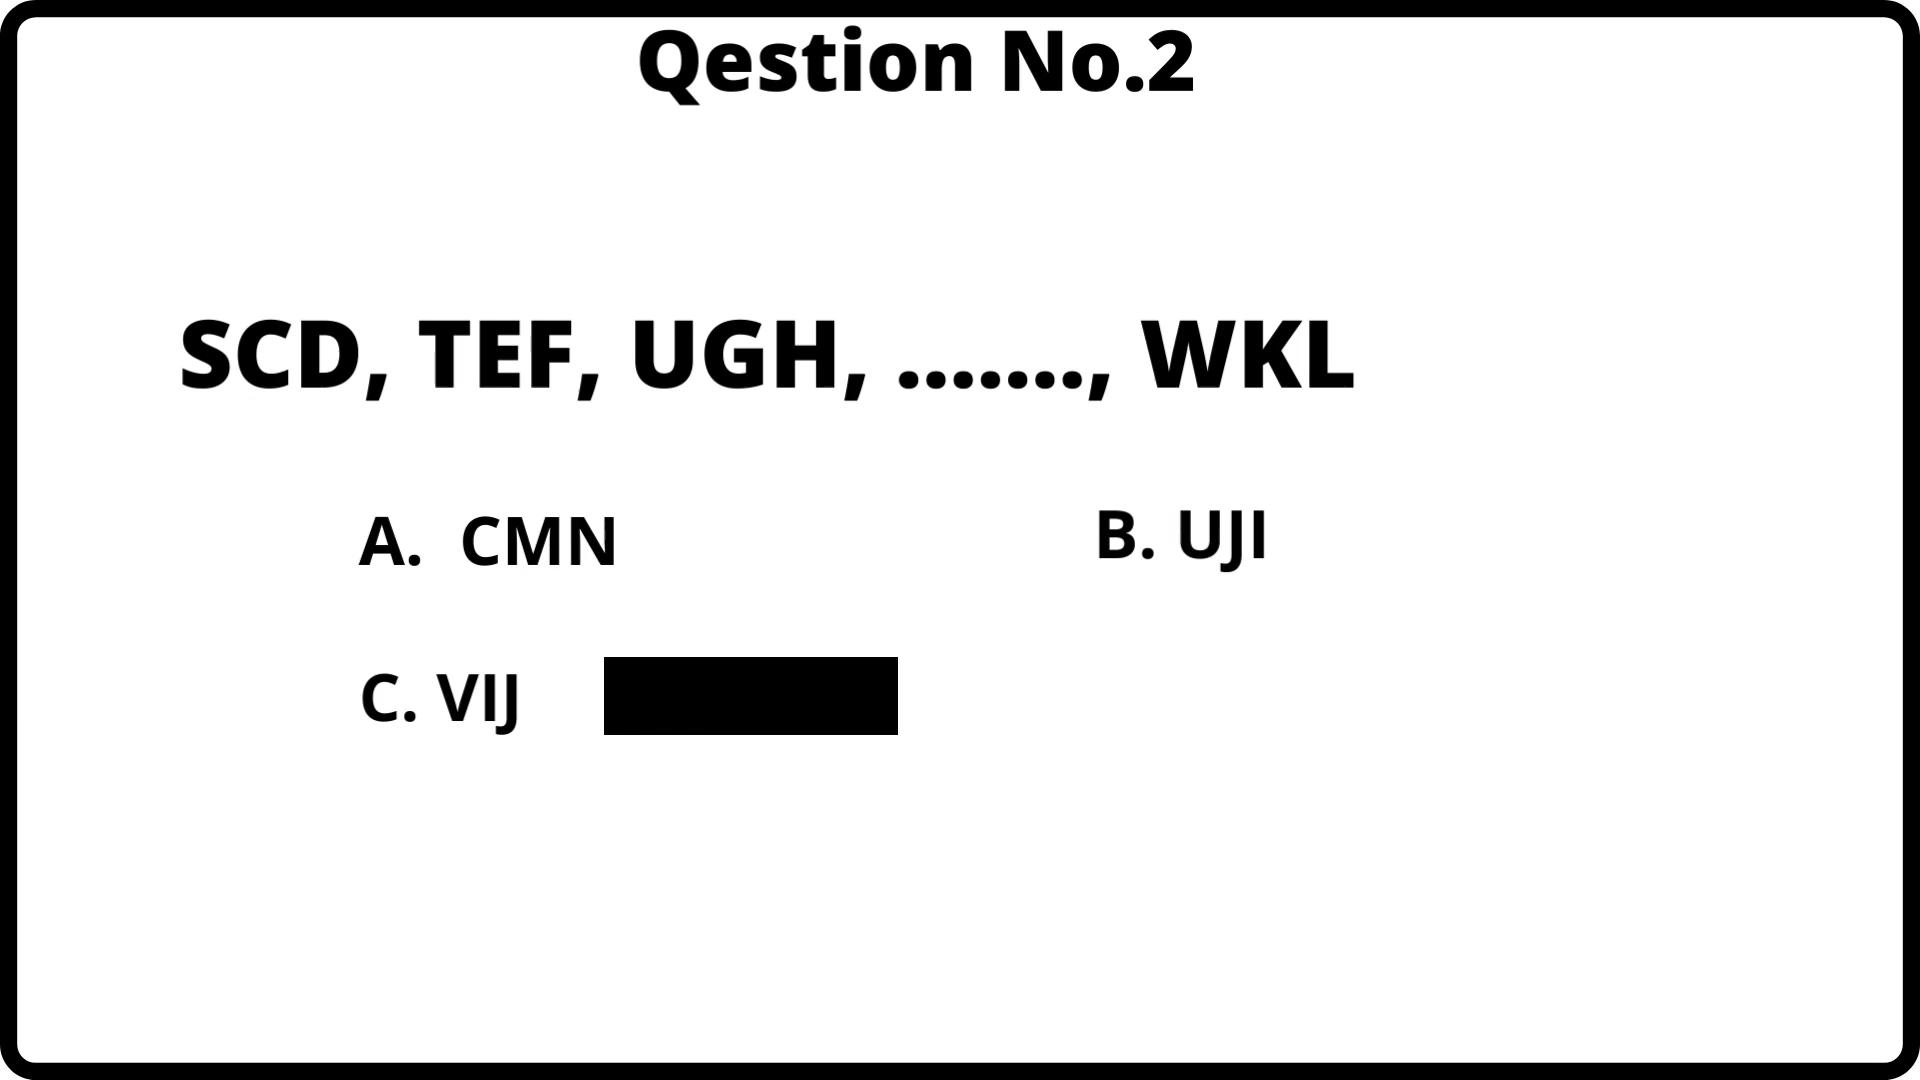 Qestion No.2
SCD, TEF, UGH, ......., WKL
A. CMN
B. UJI
C. VIJ